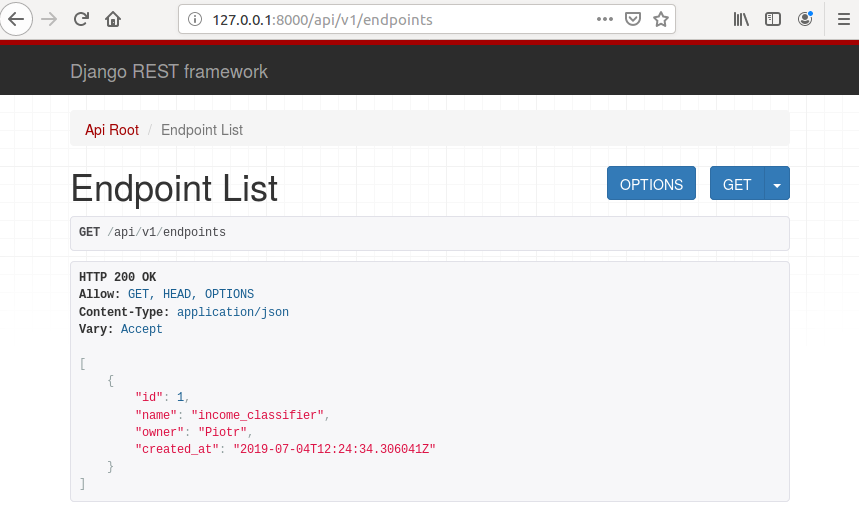 127.0.0.1:8000/api/v1/endpoints
Django REST framework
Api Root / Endpoint List
Endpoint List
OPTIONS GET
GET /api/v1/endpoints
HTTP 200 OK
Allow: GET, HEAD, OPTIONS
Content-Type: application/json
Vary: Accept
[
    {
        "id": 1,
        "name": "income_classifier",
        "owner": "Piotr",
        "created_at": "2019-07-04T12:24:34.306041Z"
    }
]